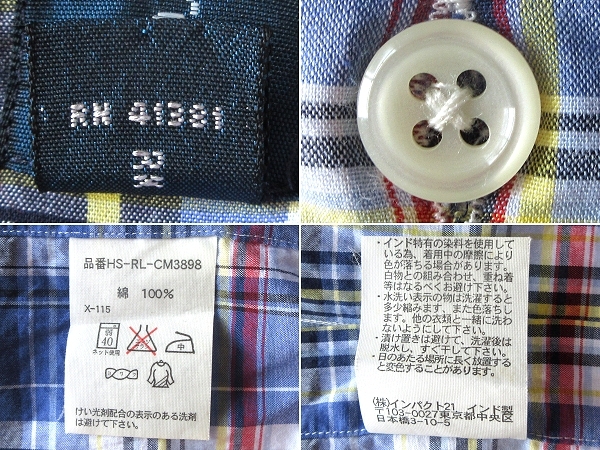 RN 41381
品番HS-RL-CM3898
綿 100%
X-115
弱
40
中
ネット使用
けい光剤配合の表示のある洗剤
は避けて下さい。
・インド特有の染料を使用して
いる為、着用中の摩擦により
色が落ちる場合があります。
白物との組み合わせ、重ね着
等はなるべくお避け下さい。
・水洗い表示の物は洗濯すると
多少縮みます、また色落ちし
ます。他の衣類と一緒に洗わ
ないようにして下さい。
・漬け置きは避けて、洗濯後は
脱水し、すぐ干して下さい。
・日のあたる場所に長く放置する
と変色することがあります。
(株)インパクト21 インド製
〒103-0027東京都中央区
日本橋3-10-5